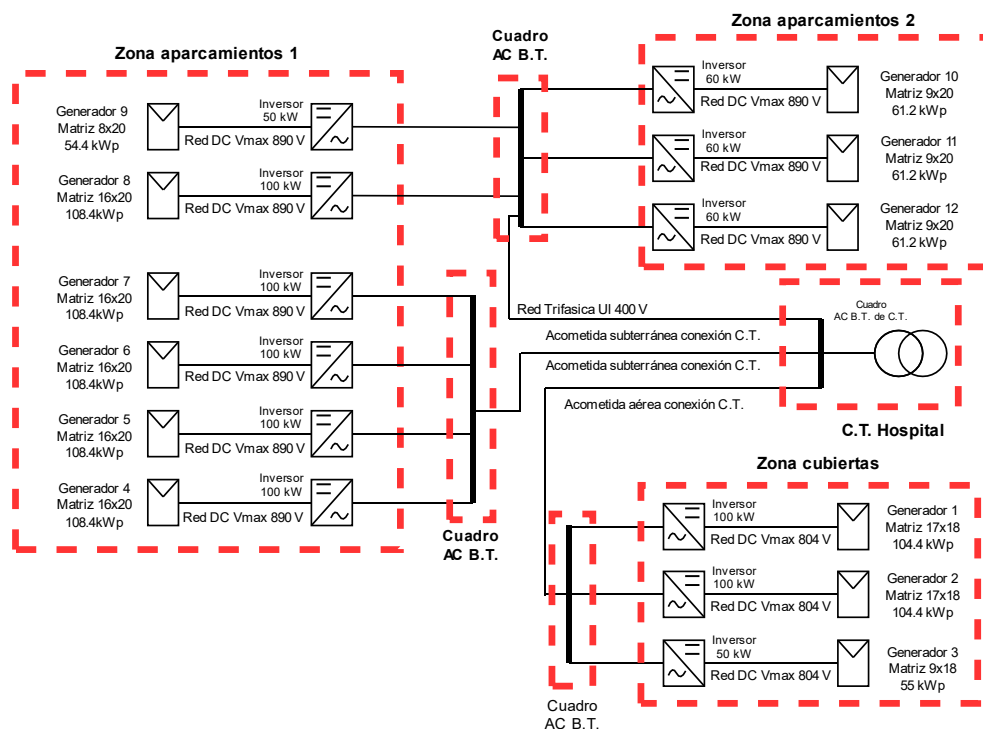 Zona aparcamientos 1
Generador 9
Matriz 8x20
54.4 kWp
Inversor
50 kW
Red DC Vmax 890 V
Generador 8
Matriz 16x20
108.4kWp
Inversor
100 kW
Red DC Vmax 890 V
Generador 7
Matriz 16x20
108.4kWp
Inversor
100 kW
Red DC Vmax 890 V
Generador 6
Matriz 16x20
108.4kWp
Inversor
100 kW
Red DC Vmax 890 V
Generador 5
Matriz 16x20
108.4kWp
Inversor
100 kW
Red DC Vmax 890 V
Generador 4
Matriz 16x20
108.4kWp
Inversor
100 kW
Red DC Vmax 890 V
Cuadro
AC B.T.
Cuadro
AC B.T.
Zona aparcamientos 2
Inversor
60 kW
Red DC Vmax 890 V
Generador 10
Matriz 9x20
61.2 kWp
Inversor
60 kW
Red DC Vmax 890 V
Generador 11
Matriz 9x20
61.2 kWp
Inversor
60 kW
Red DC Vmax 890 V
Generador 12
Matriz 9x20
61.2 kWp
Red Trifasica Ul 400 V
Acometida subterránea conexión C.T.
Acometida subterránea conexión C.T.
Acometida aérea conexión C.T.
Cuadro
AC B.T. de C.T.
C.T. Hospital
Zona cubiertas
Inversor
100 kW
Red DC Vmax 804 V
Generador 1
Matriz 17x18
104.4 kWp
Inversor
100 kW
Red DC Vmax 804 V
Generador 2
Matriz 17x18
104.4 kWp
Inversor
50 kW
Red DC Vmax 804 V
Generador 3
Matriz 9x18
55 kWp
Cuadro
AC B.T.